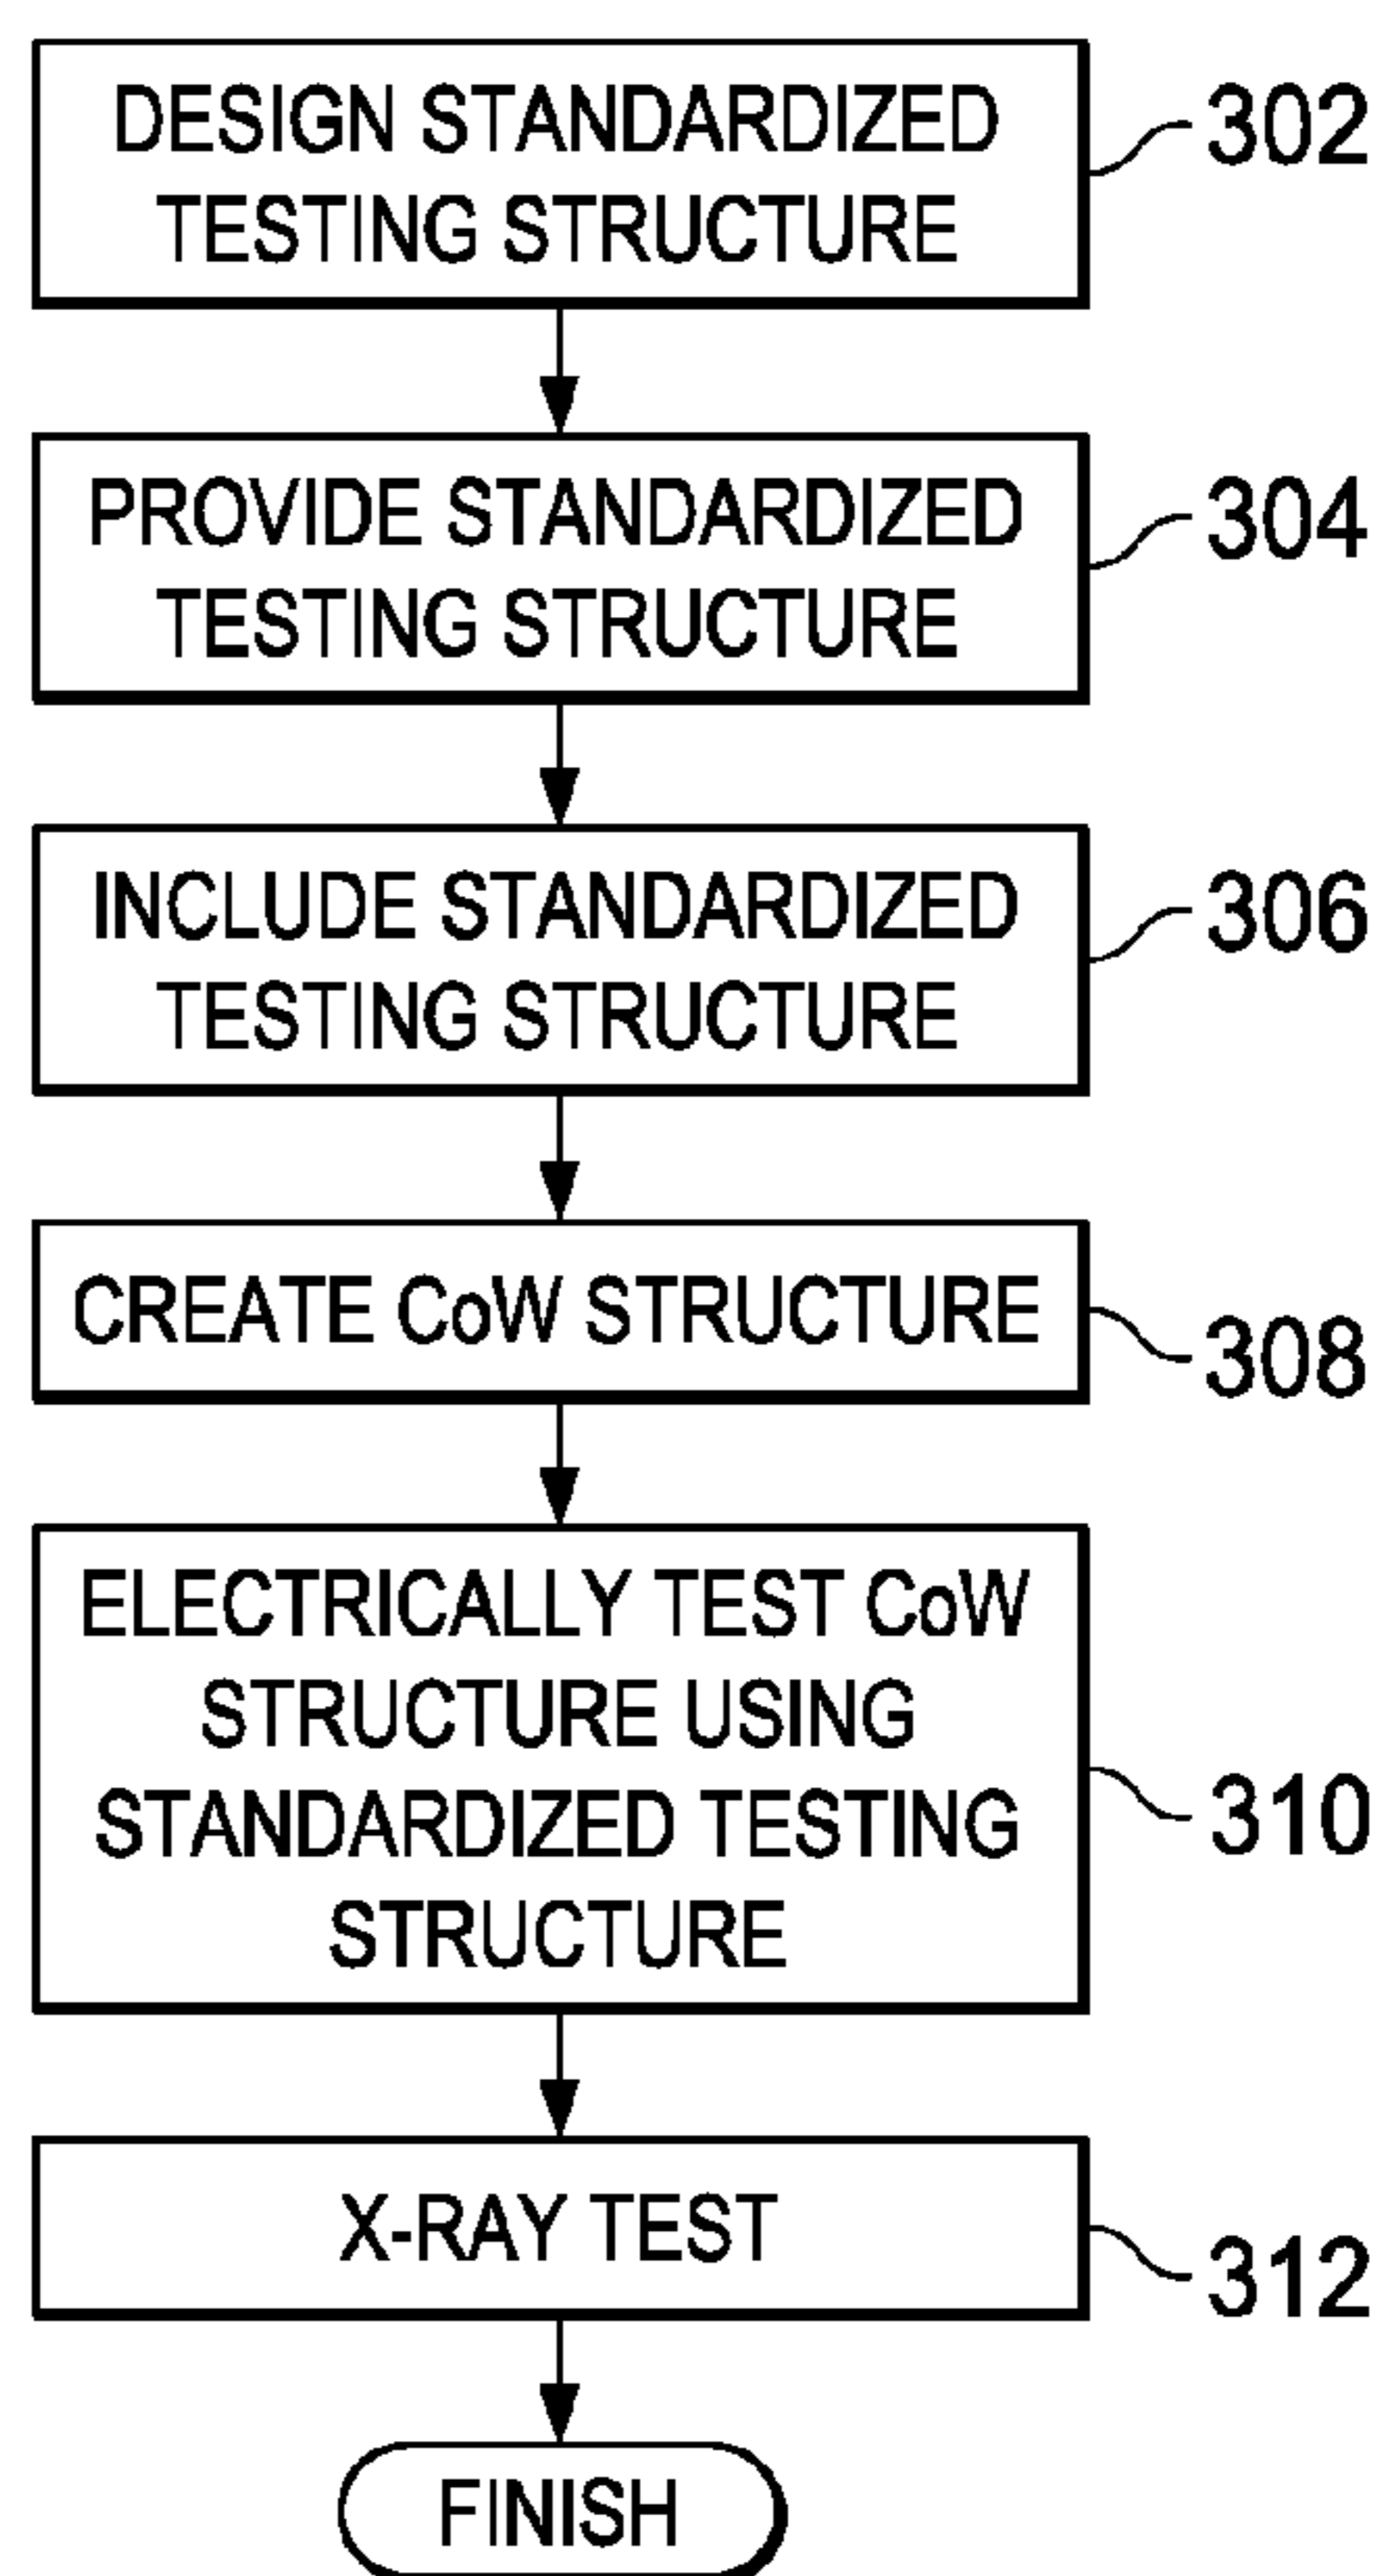 DESIGN STANDARDIZED
TESTING STRUCTURE
302
PROVIDE STANDARDIZED
TESTING STRUCTURE
304
INCLUDE STANDARDIZED
TESTING STRUCTURE
306
CREATE CoW STRUCTURE
308
ELECTRICALLY TEST CoW
STRUCTURE USING
STANDARDIZED TESTING
STRUCTURE
310
X-RAY TEST
312
FINISH